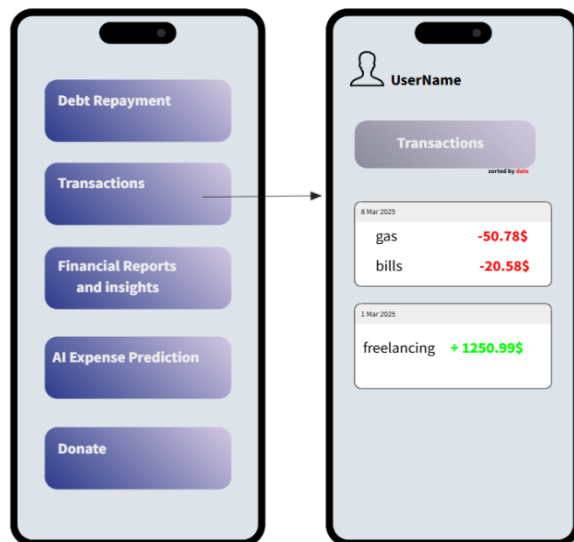 Debt Repayment
Transactions
Financial Reports
and insights
AI Expense Prediction
Donate
UserName
Transactions
sorted by date
8 Mar 2025
gas -50.78$
bills -20.58$
1 Mar 2025
freelancing + 1250.99$